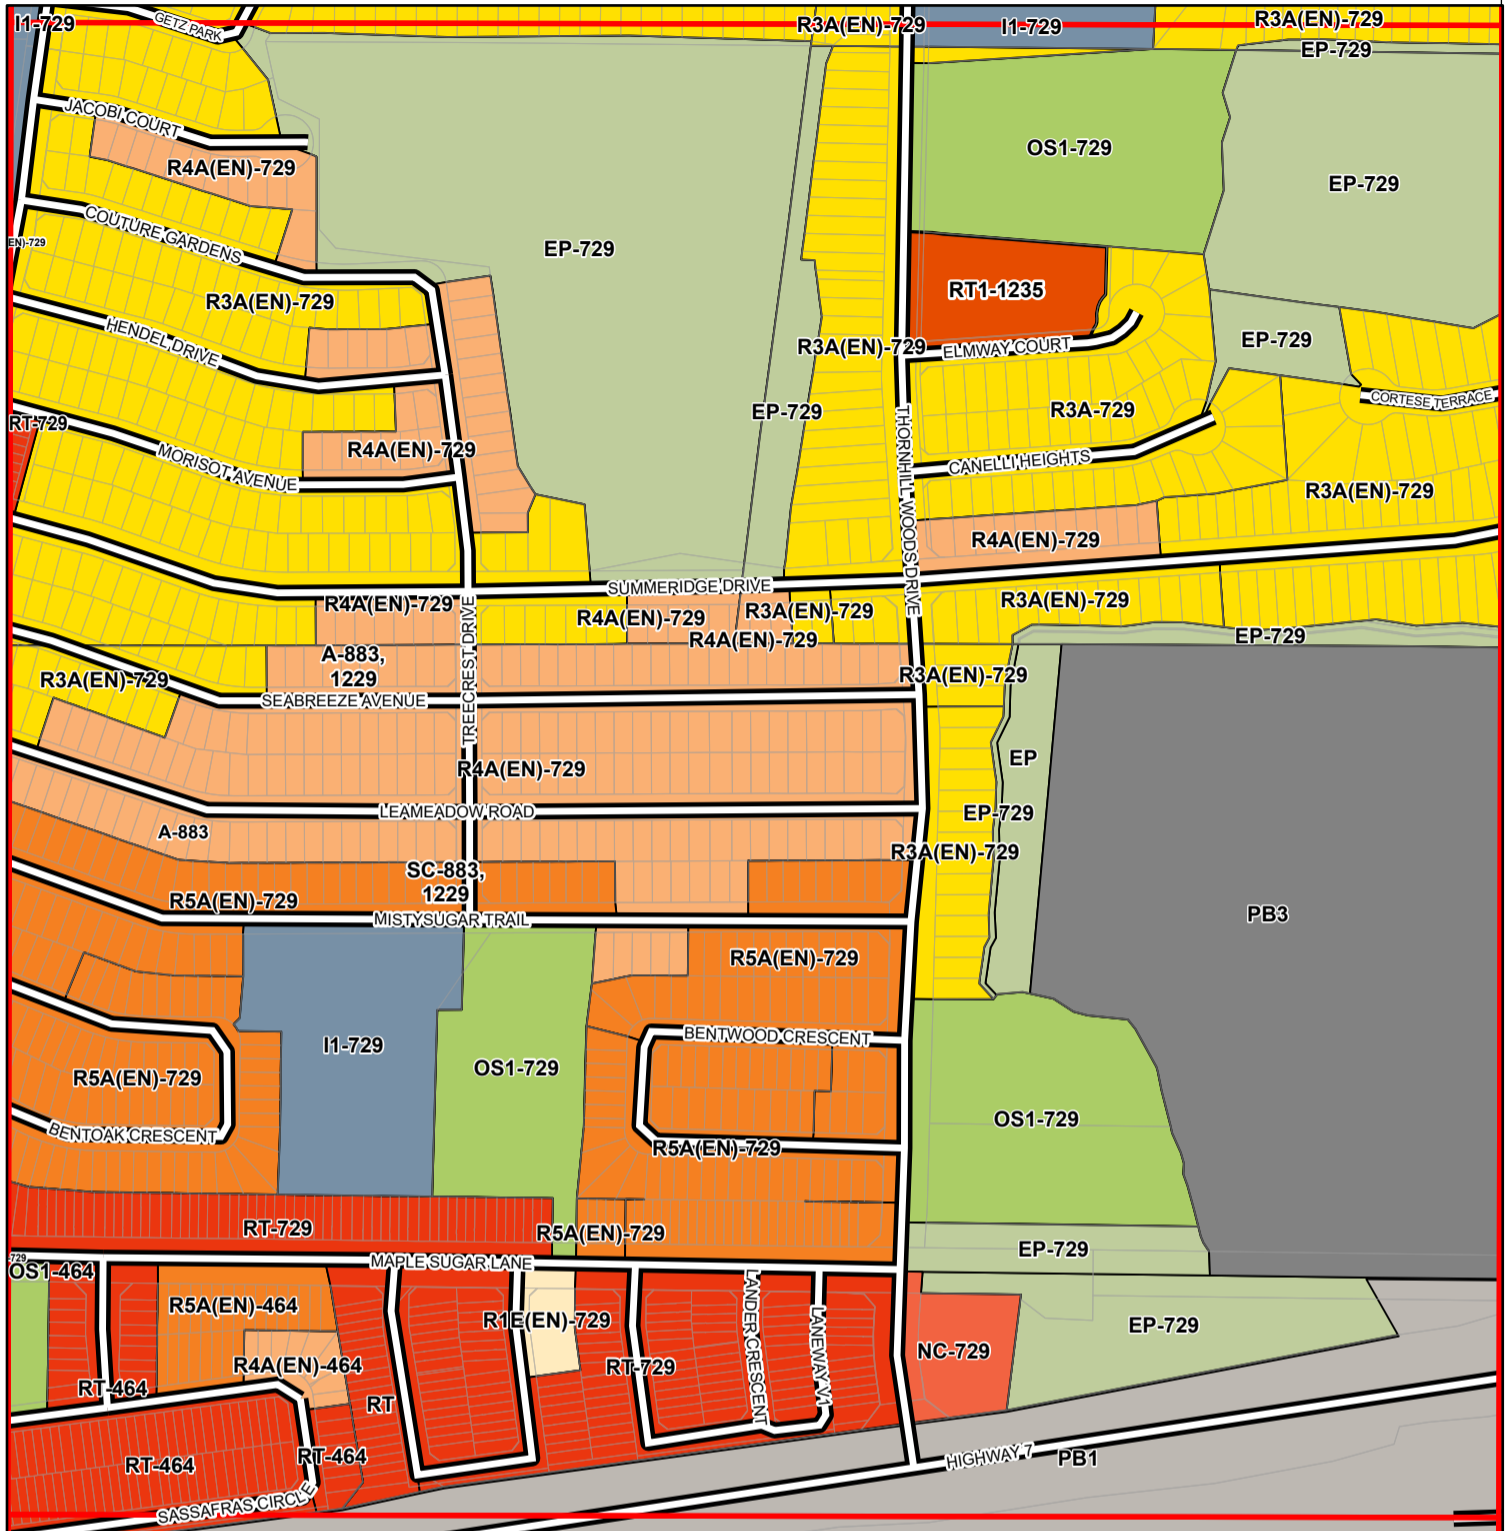 I1-729
GETZ PARK
R3A(EN)-729
I1-729
R3A(EN)-729
EP-729
JACOBI COURT
R4A(EN)-729
OS1-729
EP-729
COUTURE GARDENS
EN)-729
EP-729
RT1-1235
R3A(EN)-729
HENDEL DRIVE
R3A(EN)-729
ELMWAY COURT
EP-729
CORTESE TERRACE
EP-729
R3A-729
RT-729
R4A(EN)-729
MORISOT AVENUE
THORNHILL WOODS DRIVE
CANELLI HEIGHTS
R3A(EN)-729
R4A(EN)-729
SUMMERIDGE DRIVE
R4A(EN)-729
R4A(EN)-729
R3A(EN)-729
R3A(EN)-729
R4A(EN)-729
EP-729
TREECREST DRIVE
A-883,
1229
R3A(EN)-729
R3A(EN)-729
SEABREEZE AVENUE
EP
R4A(EN)-729
LEAMEADOW ROAD
EP-729
A-883
R3A(EN)-729
SC-883,
1229
R5A(EN)-729
MISTYSUGAR TRAIL
PB3
R5A(EN)-729
I1-729
BENTWOOD CRESCENT
OS1-729
R5A(EN)-729
BENTOAK CRESCENT
R5A(EN)-729
OS1-729
RT-729
R5A(EN)-729
EP-729
-729
MAPLE SUGAR LANE
OS1-464
R5A(EN)-464
R1E(EN)-729
LANDER CRESCENT
LANEWAY V1
EP-729
R4A(EN)-464
RT-729
NC-729
RT-464
RT
RT-464
RT-464
HIGHWAY 7
PB1
SASSAFRAS CIRCLE